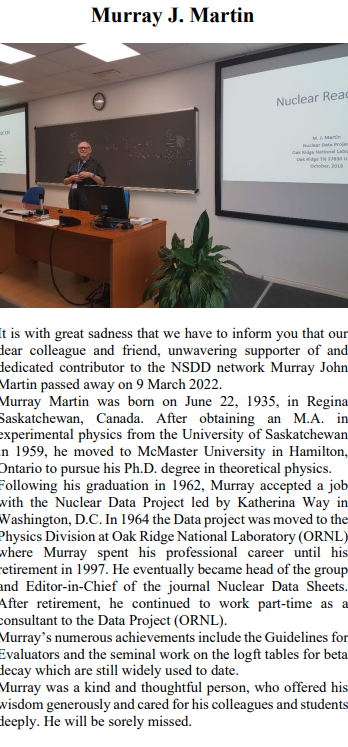 Murray J. Martin
Nuclear Reac
M. J. Martin
Nuclear Data Proje
Oak Ridge National Labo
Oak Ridge TN 37830 U
October, 2018
It is with great sadness that we have to inform you that our
dear colleague and friend, unwavering supporter of and
dedicated contributor to the NSDD network Murray John
Martin passed away on 9 March 2022.
Murray Martin was born on June 22, 1935, in Regina
Saskatchewan, Canada. After obtaining an M.A. in
experimental physics from the University of Saskatchewan
in 1959, he moved to McMaster University in Hamilton,
Ontario to pursue his Ph.D. degree in theoretical physics.
Following his graduation in 1962, Murray accepted a job
with the Nuclear Data Project led by Katherina Way in
Washington, D.C. In 1964 the Data project was moved to the
Physics Division at Oak Ridge National Laboratory (ORNL)
where Murray spent his professional career until his
retirement in 1997. He eventually became head of the group
and Editor-in-Chief of the journal Nuclear Data Sheets.
After retirement, he continued to work part-time as a
consultant to the Data Project (ORNL).
Murray's numerous achievements include the Guidelines for
Evaluators and the seminal work on the logft tables for beta
decay which are still widely used to date.
Murray was a kind and thoughtful person, who offered his
wisdom generously and cared for his colleagues and students
deeply. He will be sorely missed.